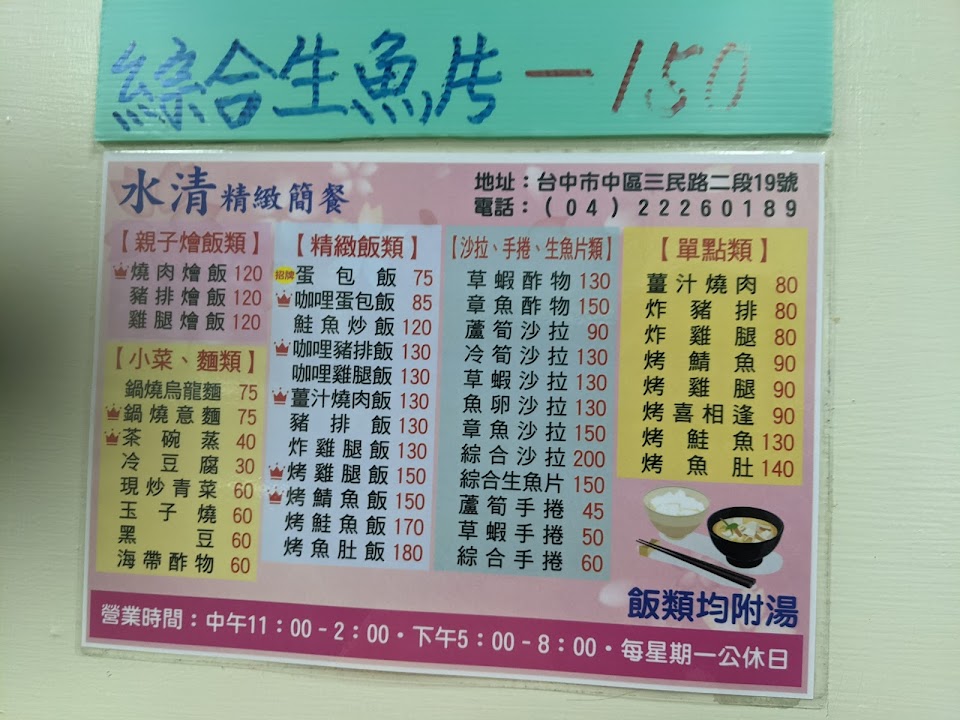 綜合生魚片－150
水清精緻簡餐
地址：台中市中區三民路二段19號
電話：(04)22260189
【親子燴飯類】
燒肉燴飯 120
豬排燴飯 120
雞腿燴飯 120
【小菜、麵類】
鍋燒烏龍麵 75
鍋燒意麵 75
茶碗蒸 40
冷豆腐 30
現炒青菜 60
玉子燒 60
黑豆 60
海帶酢物 60
【精緻飯類】
招牌 蛋包飯 75
咖哩蛋包飯 85
鮭魚炒飯 120
咖哩豬排飯 130
咖哩雞腿飯 130
薑汁燒肉飯 130
豬排飯 130
炸雞腿飯 130
烤雞腿飯 150
烤鯖魚飯 150
烤鮭魚飯 170
烤魚肚飯 180
【沙拉、手捲、生魚片類】
草蝦酢物 130
章魚酢物 150
蘆筍沙拉 90
冷筍沙拉 130
草蝦沙拉 130
魚卵沙拉 130
章魚沙拉 150
綜合沙拉 200
綜合生魚片 150
蘆筍手捲 45
草蝦手捲 50
綜合手捲 60
【單點類】
薑汁燒肉 80
炸豬排 80
炸雞腿 80
烤鯖魚 90
烤雞腿 90
烤喜相逢 90
烤鮭魚 130
烤魚肚 140
飯類均附湯
營業時間：中午11：00－2：00・下午5：00－8：00・每星期一公休日